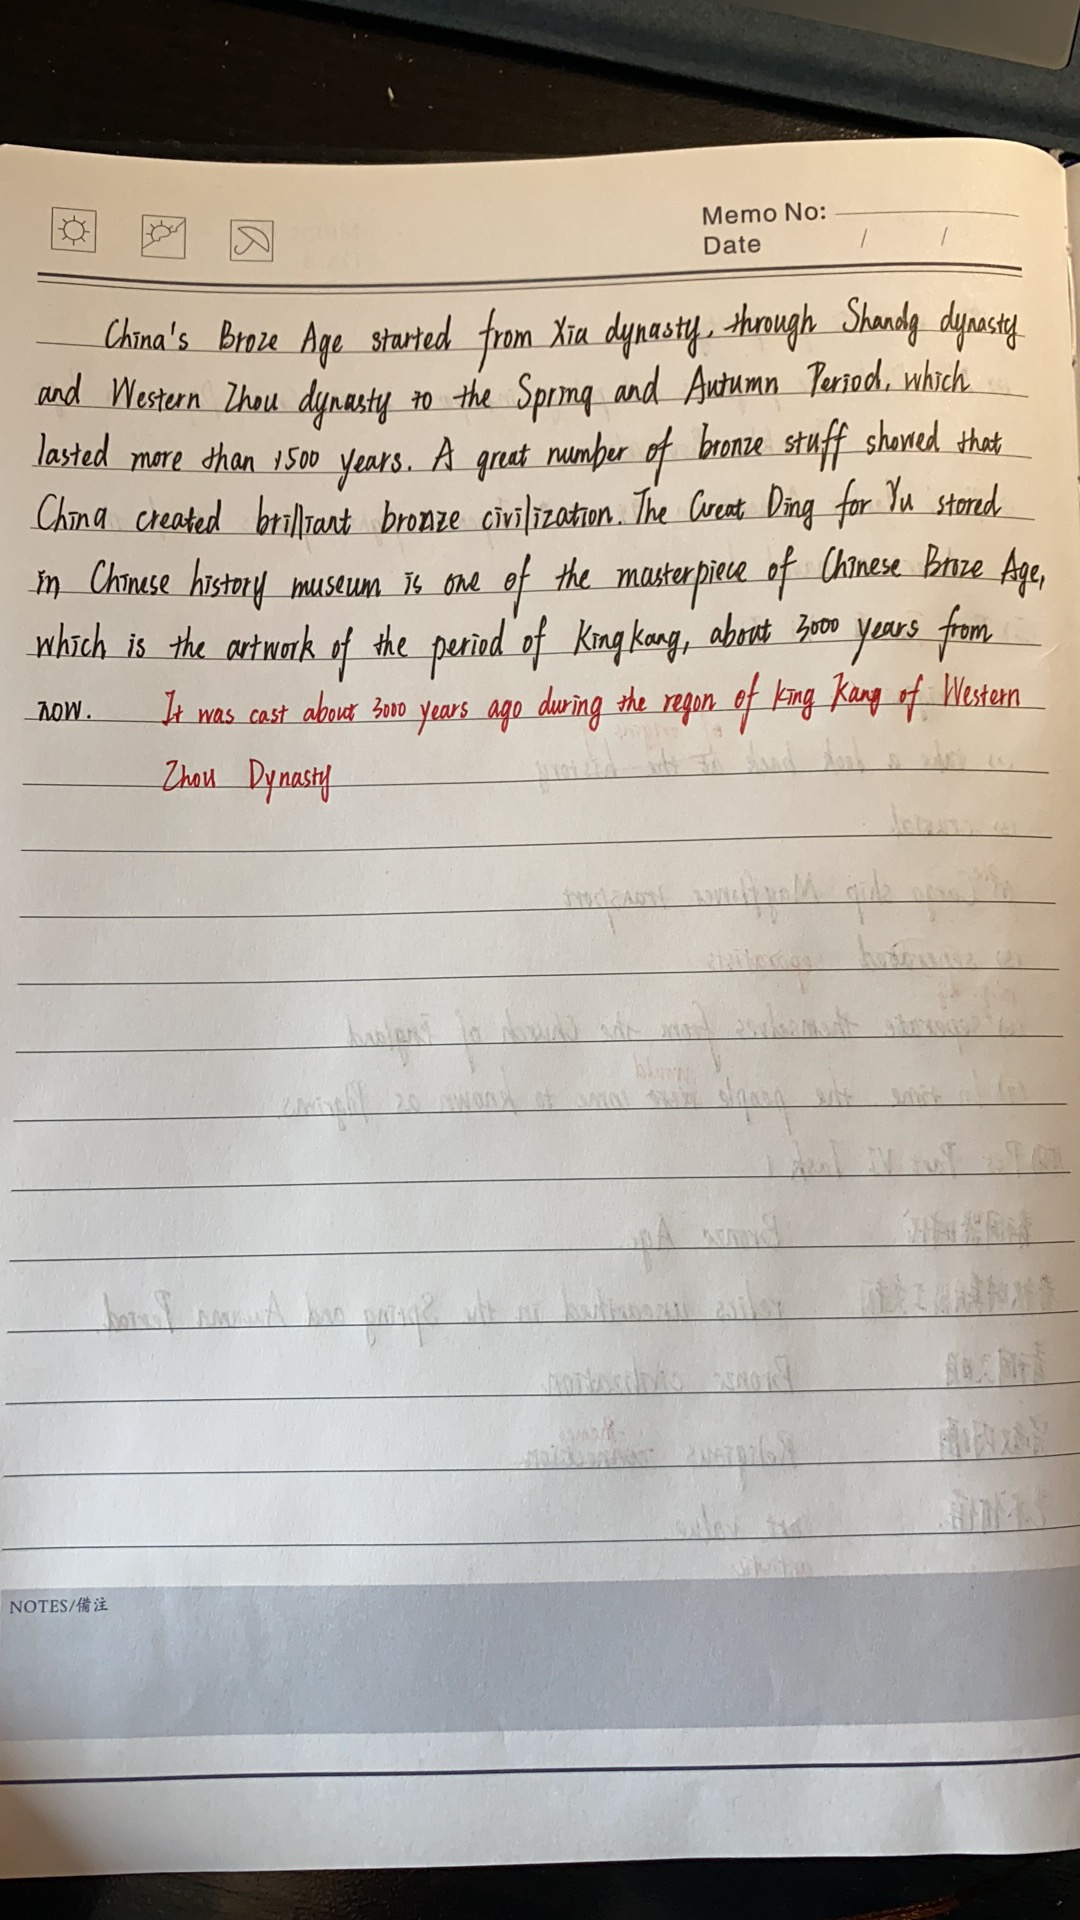 Memo No:
Date / /
China's Broze Age started from Xia dynasty, through Shandg dynasty
and Western Zhou dynasty to the Spring and Autumn Period, which
lasted more than 1500 years. A great number of bronze stuff showed that
China created brilliant bronze civilization. The Great Ding for Yu stored
in Chinese history museum is one of the masterpiece of Chinese Broze Age,
which is the artwork of the period of King kang, about 3000 years from
now. It was cast about 3000 years ago during the regon of King Kang of Western
Zhou Dynasty
NOTES/備注